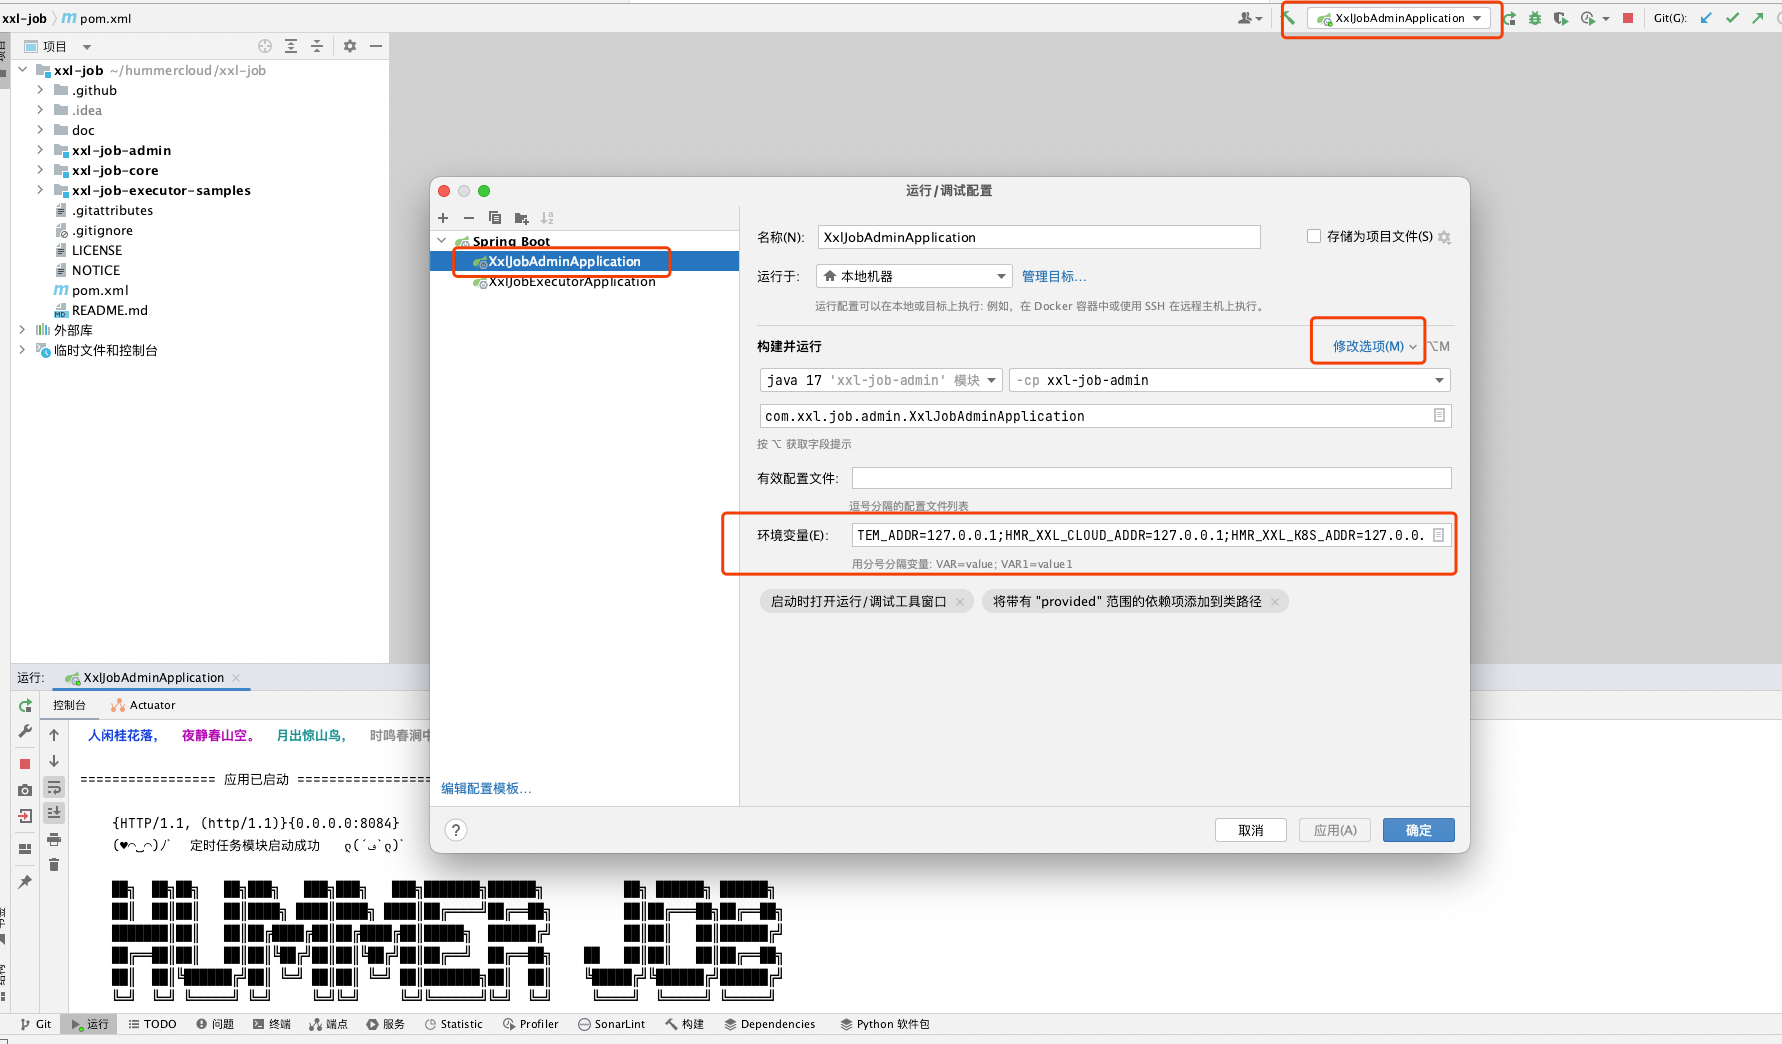 xxl-job pom.xml
XxlJobAdminApplication
Git(G):
项目
xxl-job ~/hummercloud/xxl-job
.github
.idea
doc
xxl-job-admin
xxl-job-core
xxl-job-executor-samples
.gitattributes
.gitignore
LICENSE
NOTICE
pom.xml
README.md
外部库
临时文件和控制台
运行/调试配置
Spring Boot
XxlJobAdminApplication
XxlJobExecutorApplication
编辑配置模板...
名称(N): XxlJobAdminApplication
存储为项目文件(S)
运行于: 本地机器 管理目标...
运行配置可以在本地或目标上执行: 例如，在 Docker 容器中或使用 SSH 在远程主机上执行。
构建并运行
修改选项(M) ⌥M
java 17 'xxl-job-admin' 模块
-cp xxl-job-admin
com.xxl.job.admin.XxlJobAdminApplication
按 ⌥ 获取字段提示
有效配置文件:
逗号分隔的配置文件列表
环境变量(E): TEM_ADDR=127.0.0.1;HMR_XXL_CLOUD_ADDR=127.0.0.1;HMR_XXL_K8S_ADDR=127.0.0.
用分号分隔变量: VAR=value; VAR1=value1
启动时打开运行/调试工具窗口 ×
将带有 "provided" 范围的依赖项添加到类路径 ×
? 取消 应用(A) 确定
运行: XxlJobAdminApplication ×
控制台 Actuator
人闲桂花落， 夜静春山空。 月出惊山鸟， 时鸣春涧中
================= 应用已启动 =================
{HTTP/1.1, (http/1.1)}{0.0.0.0:8084}
定时任务模块启动成功
HUMMER JOB
Git 运行 TODO 问题 终端 端点 服务 Statistic Profiler SonarLint 构建 Dependencies Python 软件包